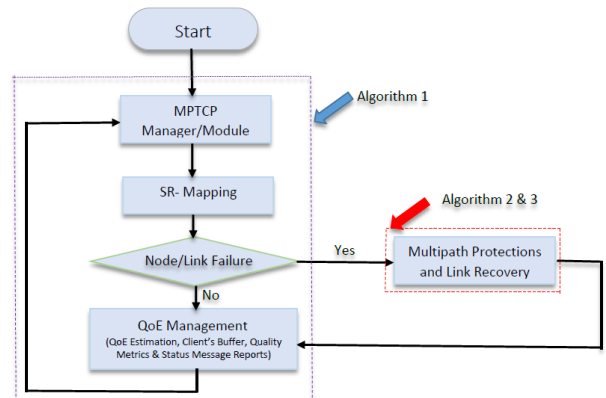 Start
Algorithm 1
MPTCP
Manager/Module
SR- Mapping
Algorithm 2 & 3
Node/Link Failure
Yes
Multipath Protections
and Link Recovery
No
QoE Management
(QoE Estimation, Client's Buffer, Quality
Metrics & Status Message Reports)